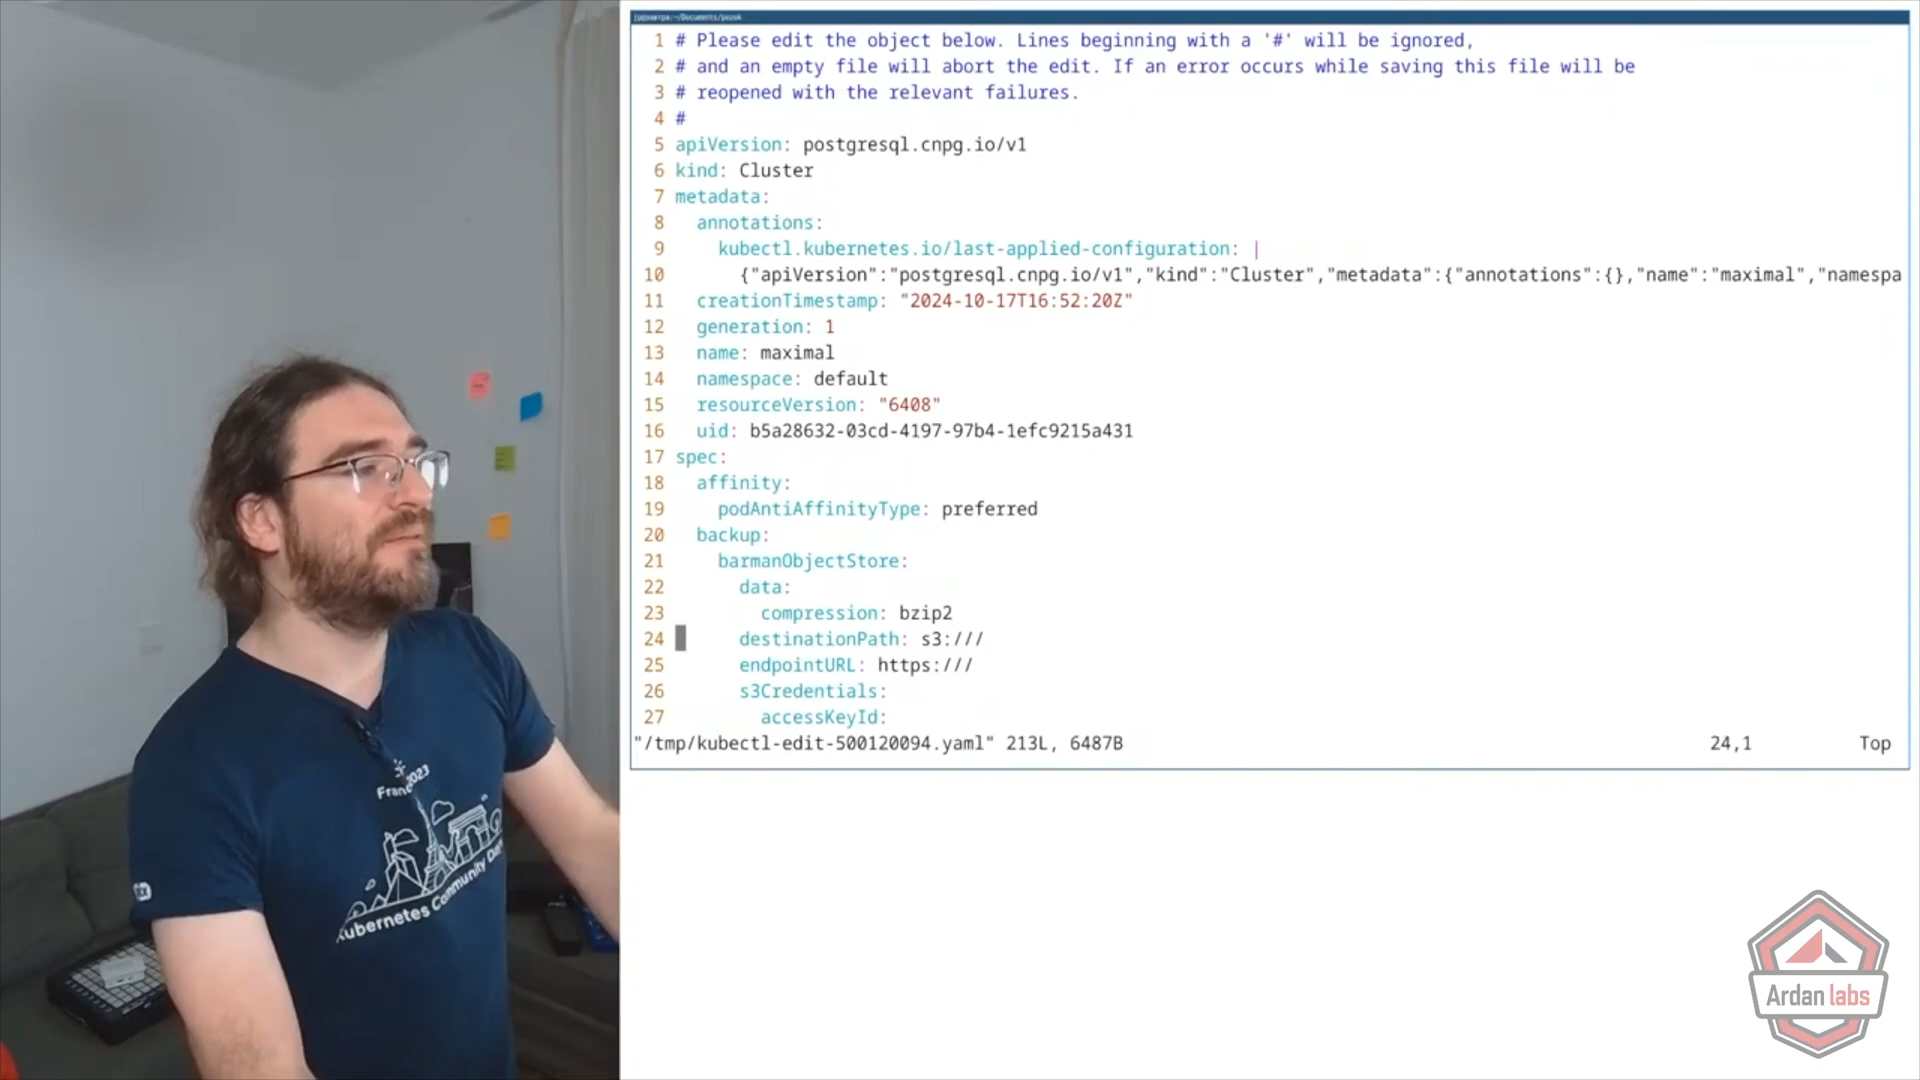 1 # Please edit the object below. Lines beginning with a '#' will be ignored,
2 # and an empty file will abort the edit. If an error occurs while saving this file will be
3 # reopened with the relevant failures.
4 #
5 apiVersion: postgresql.cnpg.io/v1
6 kind: Cluster
7 metadata:
8 annotations:
9 kubectl.kubernetes.io/last-applied-configuration: |
10 {"apiVersion":"postgresql.cnpg.io/v1","kind":"Cluster","metadata":{"annotations":{},"name":"maximal","namespa
11 creationTimestamp: "2024-10-17T16:52:20Z"
12 generation: 1
13 name: maximal
14 namespace: default
15 resourceVersion: "6408"
16 uid: b5a28632-03cd-4197-97b4-1efc9215a431
17 spec:
18 affinity:
19 podAntiAffinityType: preferred
20 backup:
21 barmanObjectStore:
22 data:
23 compression: bzip2
24 destinationPath: s3:///
25 endpointURL: https:///
26 s3Credentials:
27 accessKeyId:
"/tmp/kubectl-edit-500120094.yaml" 213L, 6487B 24,1 Top
2023
Kubernetes Community
Ardan labs